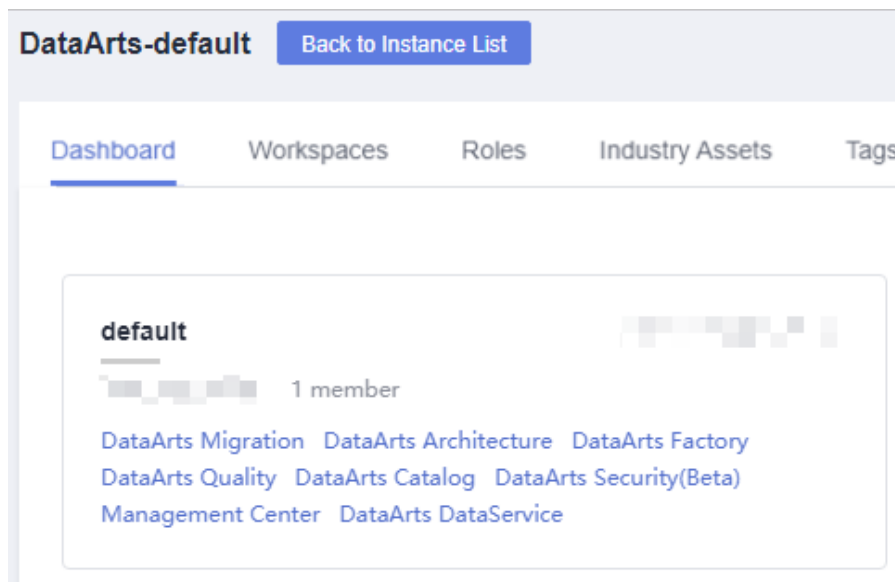 DataArts-default Back to Instance List
Dashboard Workspaces Roles Industry Assets Tags
default
1 member
DataArts Migration DataArts Architecture DataArts Factory
DataArts Quality DataArts Catalog DataArts Security(Beta)
Management Center DataArts DataService